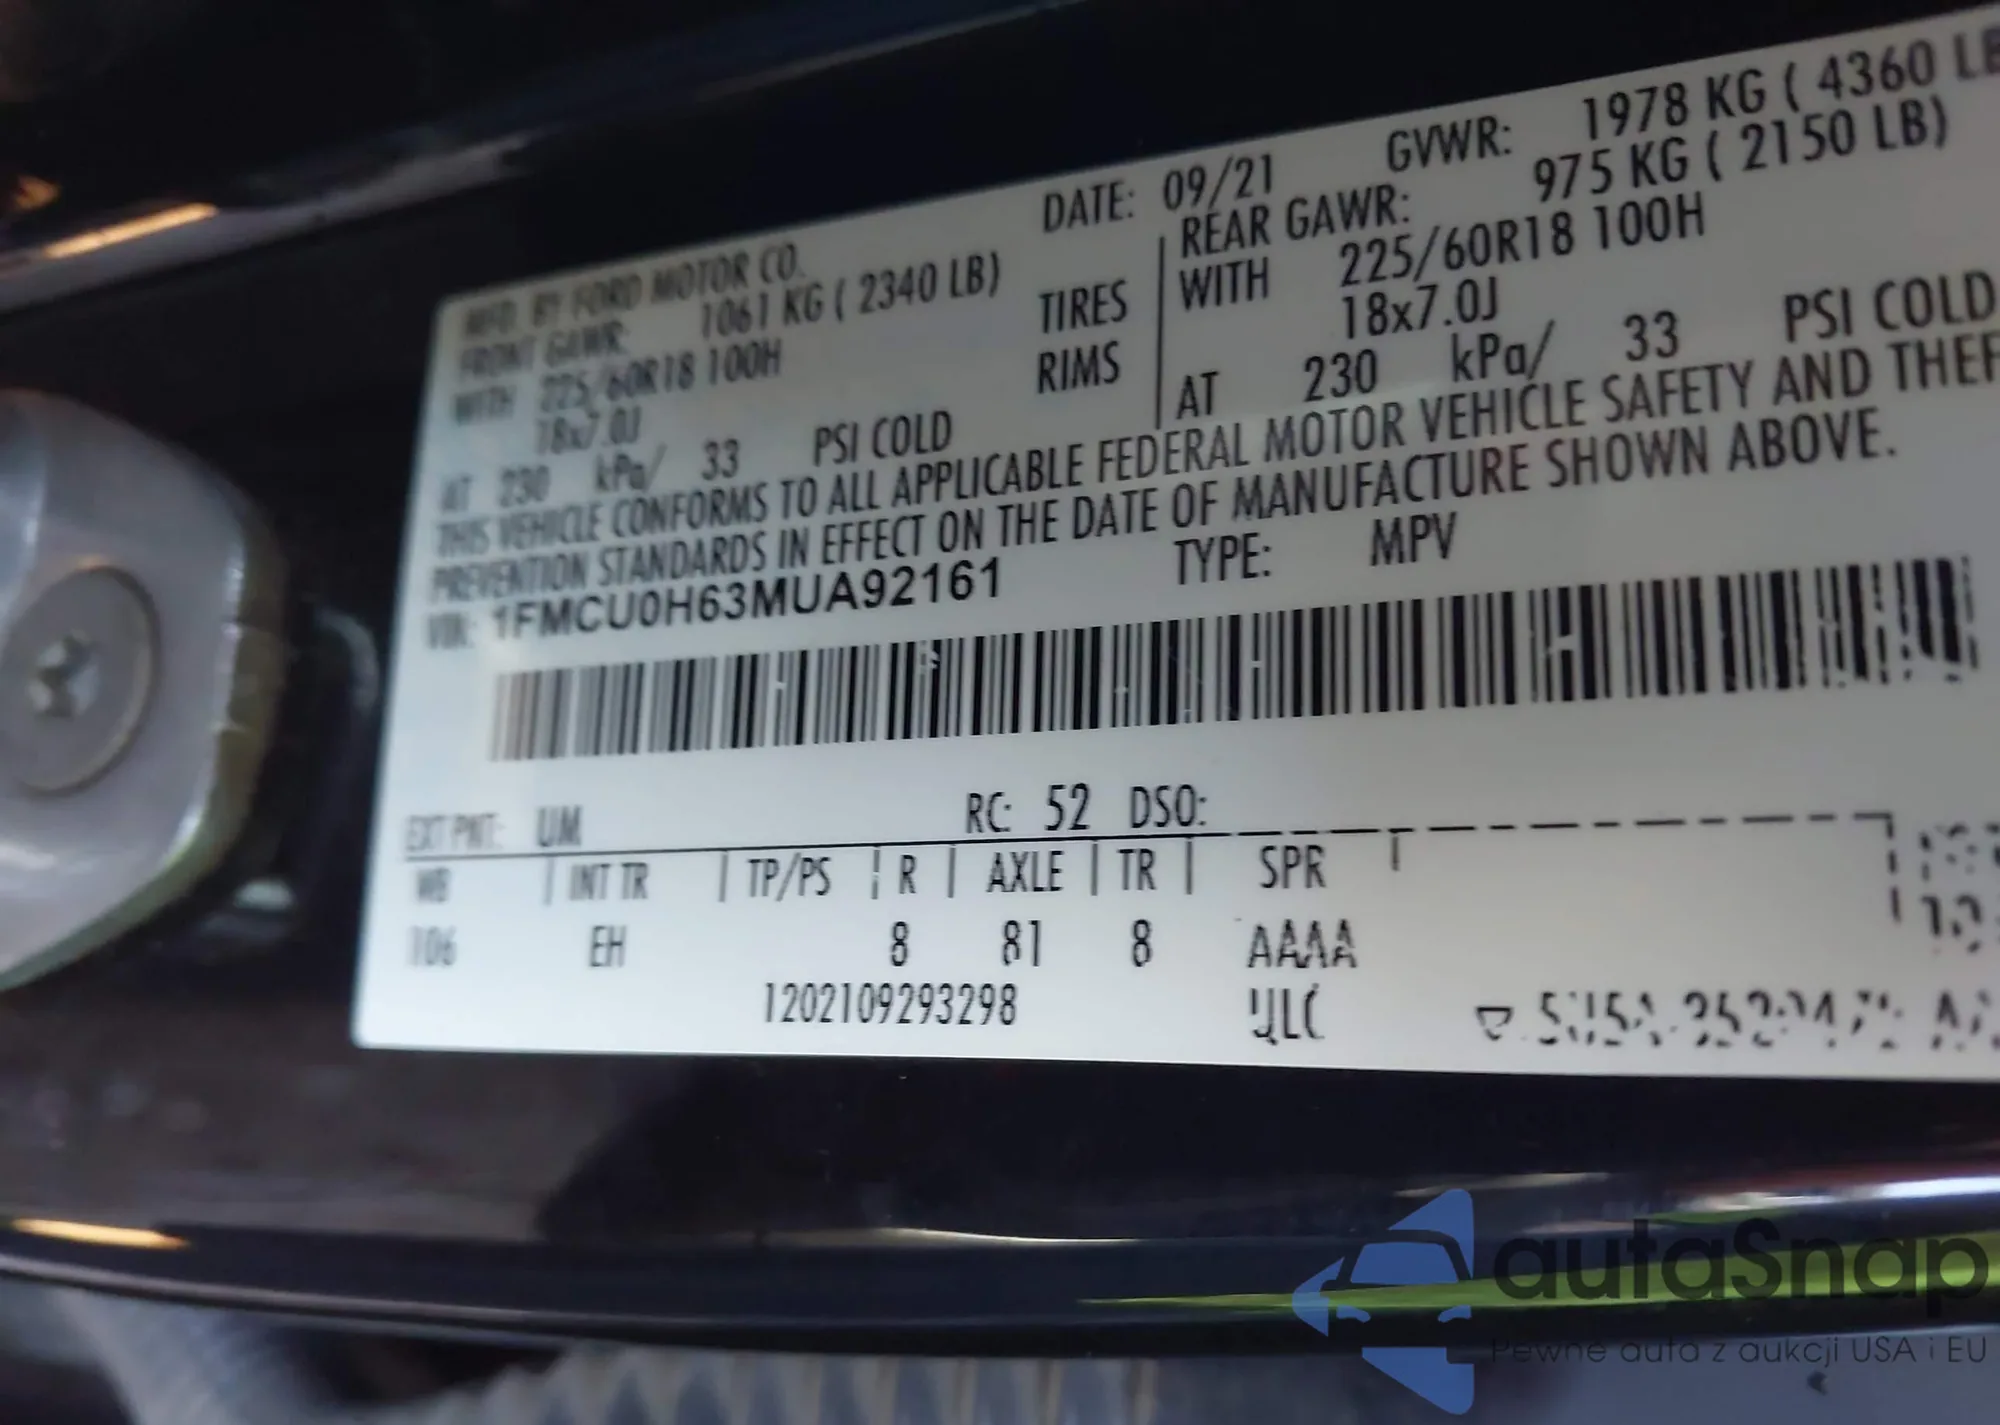 MFD. BY FORD MOTOR CO. DATE: 09/21 GVWR: 1978 KG ( 4360 LB
FRONT GAWR: 1061 KG ( 2340 LB) REAR GAWR: 975 KG ( 2150 LB)
WITH 225/60R18 100H TIRES WITH 225/60R18 100H
18x7.0J RIMS 18x7.0J
AT 230 kPa/ 33 PSI COLD AT 230 kPa/ 33 PSI COLD
THIS VEHICLE CONFORMS TO ALL APPLICABLE FEDERAL MOTOR VEHICLE SAFETY AND THEF
PREVENTION STANDARDS IN EFFECT ON THE DATE OF MANUFACTURE SHOWN ABOVE.
VIN: 1FMCU0H63MUA92161 TYPE: MPV
EXT PNT: UM RC: 52 DSO:
WB | INT TR | TP/PS | R | AXLE | TR | SPR
106 EH 8 81 8 AAAA
1202109293298
autaSnap
Pewne auta z aukcji USA i EU